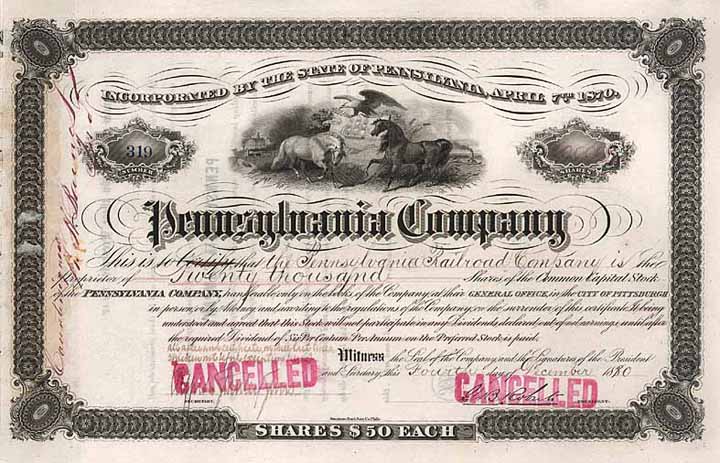 INCORPORATED BY THE STATE OF PENNSYLVANIA, APRIL 7TH 1870.
319
NUMBER
SHARES
Pennsylvania Company
This is to Certify that the Pennsylvania Railroad Company is the
Proprietor of Twenty thousand Shares of the Common Capital Stock
of the PENNSYLVANIA COMPANY, transferable only on the books of the Company, at their GENERAL OFFICE, in the CITY OF PITTSBURGH
in person, or by Attorney, and according to the regulations of the Company, on the surrender of this certificate. It being
understood and agreed that this Stock will not participate in any Dividends declared out of net earnings until after
the required Dividend of Six Per Centum Per Annum on the Preferred Stock is paid.
Witness the Seal of the Company and the Signatures of the President
and Secretary, this Fourth day of December 1880
CANCELLED
CANCELLED
SECRETARY.
SHARES $50 EACH